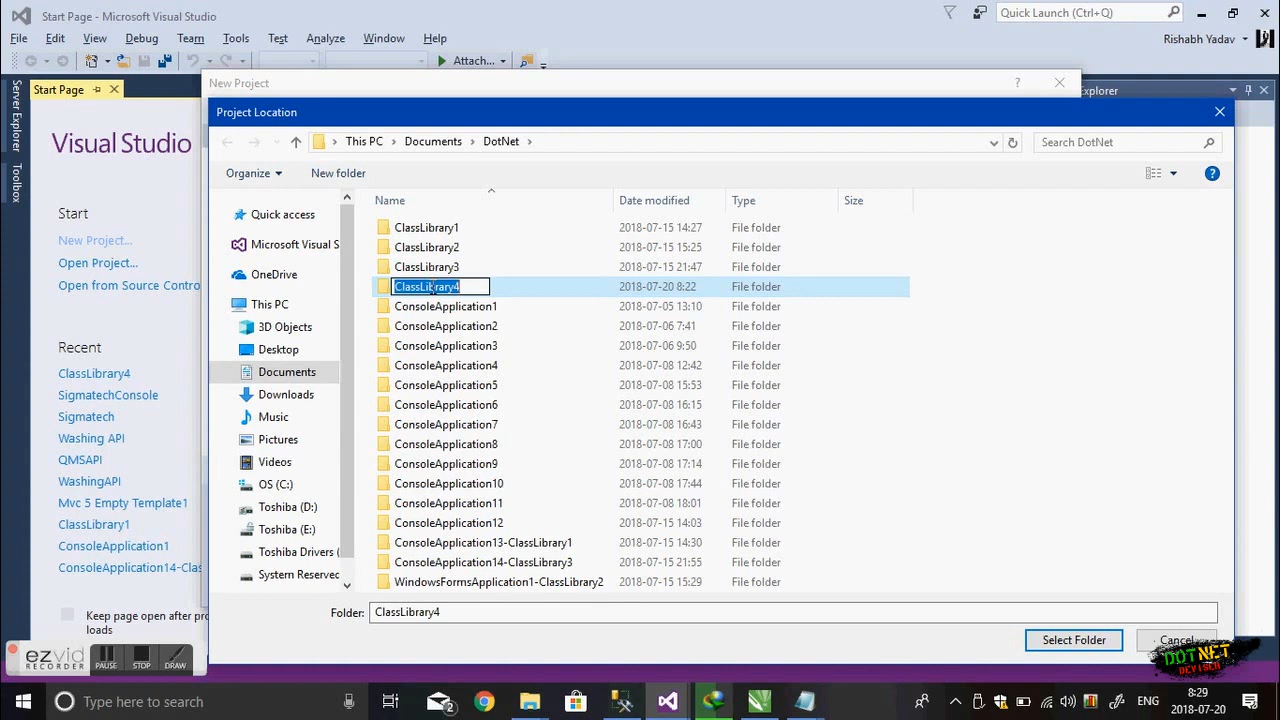 Start Page - Microsoft Visual Studio
Quick Launch (Ctrl+Q)
File Edit View Debug Team Tools Test Analyze Window Help
Rishabh Yadav
Attach...
Server Explorer
Toolbox
Start Page
New Project
?
Explorer
Project Location
This PC > Documents > DotNet >
Search DotNet
Organize
New folder
?
Visual Studio
Start
New Project...
Open Project...
Open from Source Contro
Recent
ClassLibrary4
SigmatechConsole
Sigmatech
Washing API
QMSAPI
WashingAPI
Mvc 5 Empty Template1
ClassLibrary1
ConsoleApplication1
ConsoleApplication14-Clas
Keep page open after pro
loads
Quick access
Microsoft Visual S
OneDrive
This PC
3D Objects
Desktop
Documents
Downloads
Music
Pictures
Videos
OS (C:)
Toshiba (D:)
Toshiba (E:)
Toshiba Drivers (
System Reserved
Name Date modified Type Size
ClassLibrary1 2018-07-15 14:27 File folder
ClassLibrary2 2018-07-15 15:25 File folder
ClassLibrary3 2018-07-15 21:47 File folder
ClassLibrary4 2018-07-20 8:22 File folder
ConsoleApplication1 2018-07-05 13:10 File folder
ConsoleApplication2 2018-07-06 7:41 File folder
ConsoleApplication3 2018-07-06 9:50 File folder
ConsoleApplication4 2018-07-08 12:42 File folder
ConsoleApplication5 2018-07-08 15:53 File folder
ConsoleApplication6 2018-07-08 16:15 File folder
ConsoleApplication7 2018-07-08 16:43 File folder
ConsoleApplication8 2018-07-08 17:00 File folder
ConsoleApplication9 2018-07-08 17:14 File folder
ConsoleApplication10 2018-07-08 17:44 File folder
ConsoleApplication11 2018-07-08 18:01 File folder
ConsoleApplication12 2018-07-15 14:03 File folder
ConsoleApplication13-ClassLibrary1 2018-07-15 14:30 File folder
ConsoleApplication14-ClassLibrary3 2018-07-15 21:55 File folder
WindowsFormsApplication1-ClassLibrary2 2018-07-15 15:29 File folder
Folder: ClassLibrary4
Select Folder
Cancel
ezvid
RECORDER
PAUSE STOP DRAW
DOTNET
Type here to search
2
ENG
8:29
2018-07-20